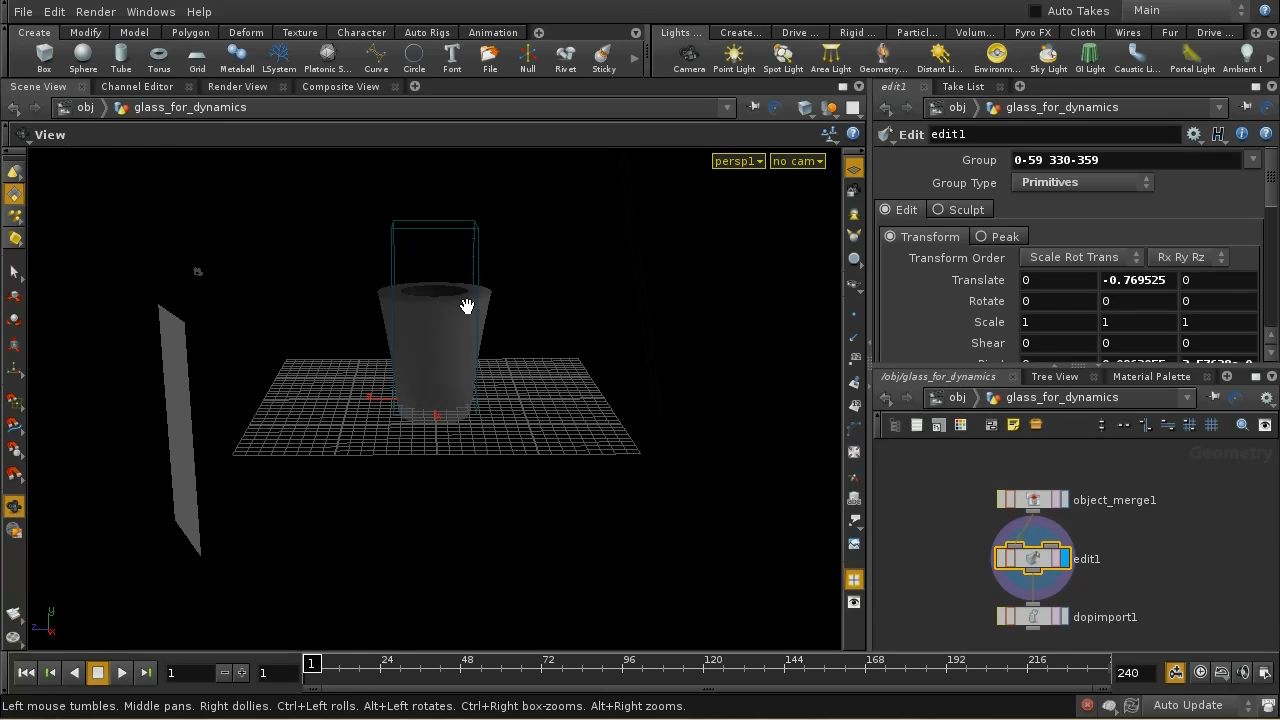 File Edit Render Windows Help Auto Takes Main
Create Modify Model Polygon Deform Texture Character Auto Rigs Animation Lights ... Create... Drive ... Rigid ... Particl... Volum... Pyro FX Cloth Wires Fur Drive ...
Box Sphere Tube Torus Grid Metaball LSystem Platonic S... Curve Circle Font File Null Rivet Sticky Camera Point Light Spot Light Area Light Geometry... Distant Li... Environm... Sky Light GI Light Caustic Li... Portal Light Ambient L
Scene View Channel Editor Render View Composite View edit1 Take List
obj glass_for_dynamics obj glass_for_dynamics
View Edit edit1
persp1 no cam
Group 0-59 330-359
Group Type Primitives
Edit Sculpt
Transform Peak
Transform Order Scale Rot Trans Rx Ry Rz
Translate 0 -0.769525 0
Rotate 0 0 0
Scale 1 1 1
Shear 0 0 0
/obj/glass_for_dynamics Tree View Material Palette
obj glass_for_dynamics
Geometry
object_merge1
edit1
dopimport1
y
z x
1 1 1 24 48 72 96 120 144 168 192 216 240
Left mouse tumbles. Middle pans. Right dollies. Ctrl+Left rolls. Alt+Left rotates. Ctrl+Right box-zooms. Alt+Right zooms. Auto Update